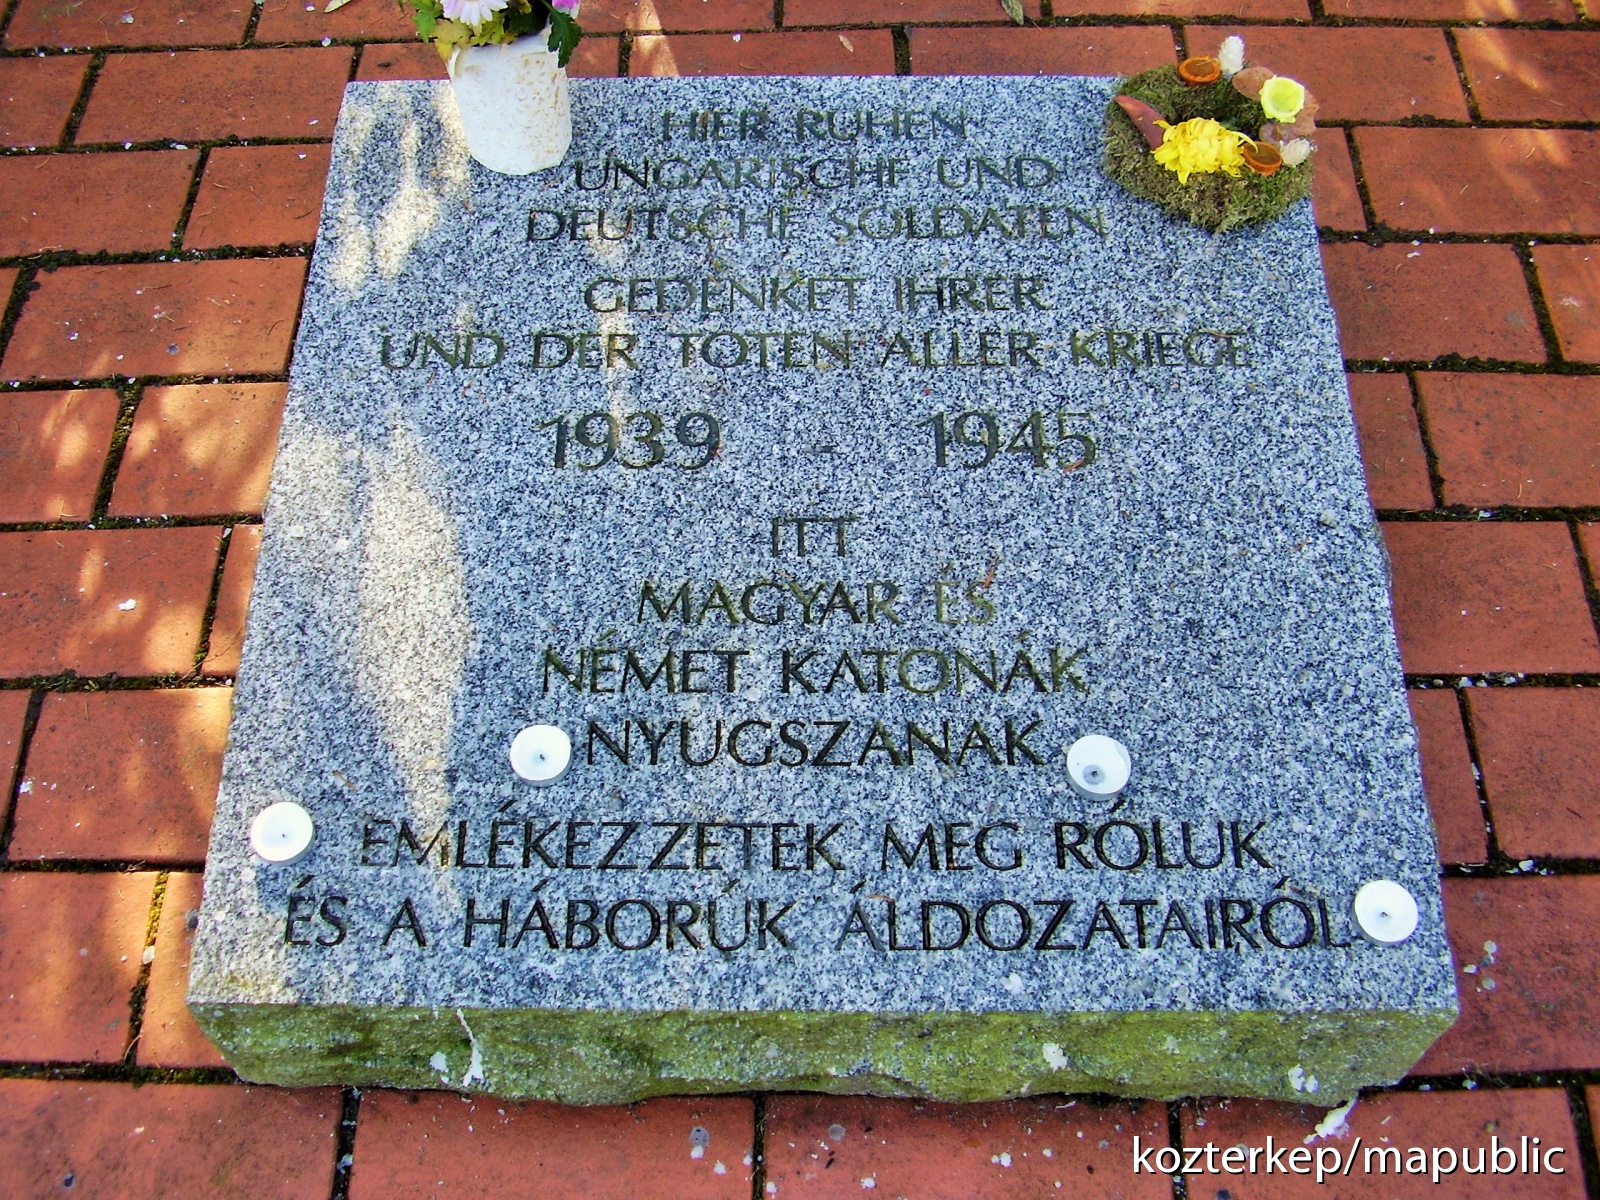 HIER RUHEN
UNGARISCHE UND
DEUTSCHE SOLDATEN
GEDENKET IHRER
UND DER TOTEN ALLER KRIEGE
1939 - 1945
ITT
MAGYAR ÉS
NÉMET KATONÁK
NYUGSZANAK
EMLÉKEZZETEK MEG RÓLUK
ÉS A HÁBORÚK ÁLDOZATAIRÓL
kozterkep/mapublic